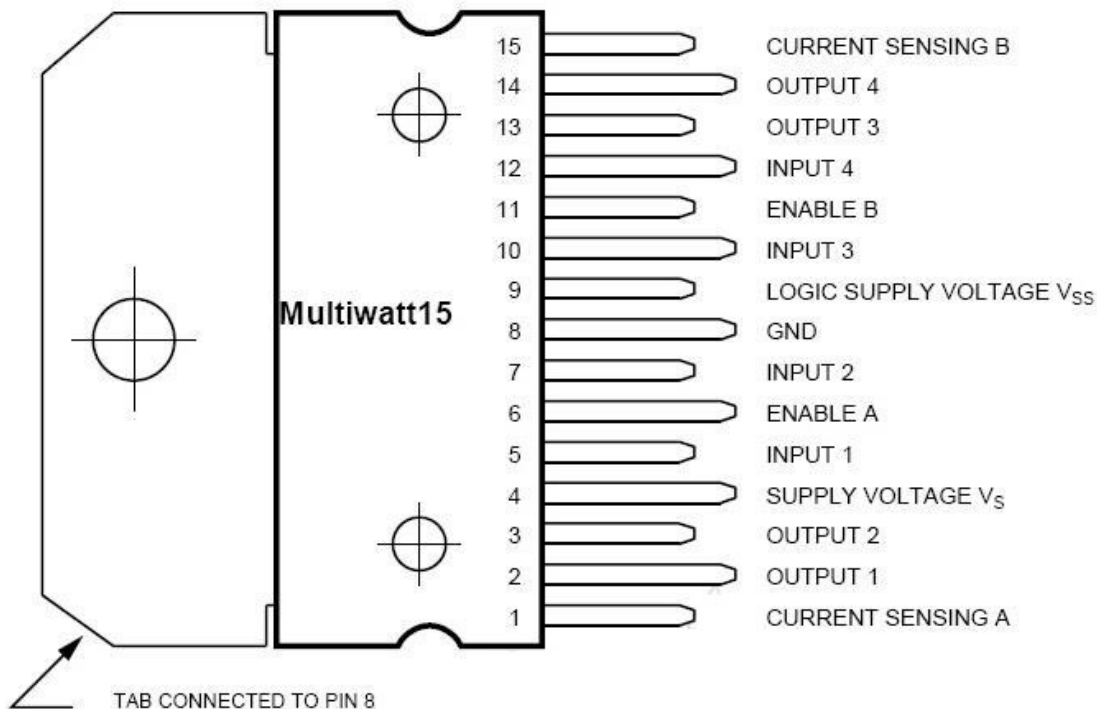 15 CURRENT SENSING B
14 OUTPUT 4
13 OUTPUT 3
12 INPUT 4
11 ENABLE B
10 INPUT 3
9 LOGIC SUPPLY VOLTAGE VSS
Multiwatt15
8 GND
7 INPUT 2
6 ENABLE A
5 INPUT 1
4 SUPPLY VOLTAGE VS
3 OUTPUT 2
2 OUTPUT 1
1 CURRENT SENSING A
TAB CONNECTED TO PIN 8